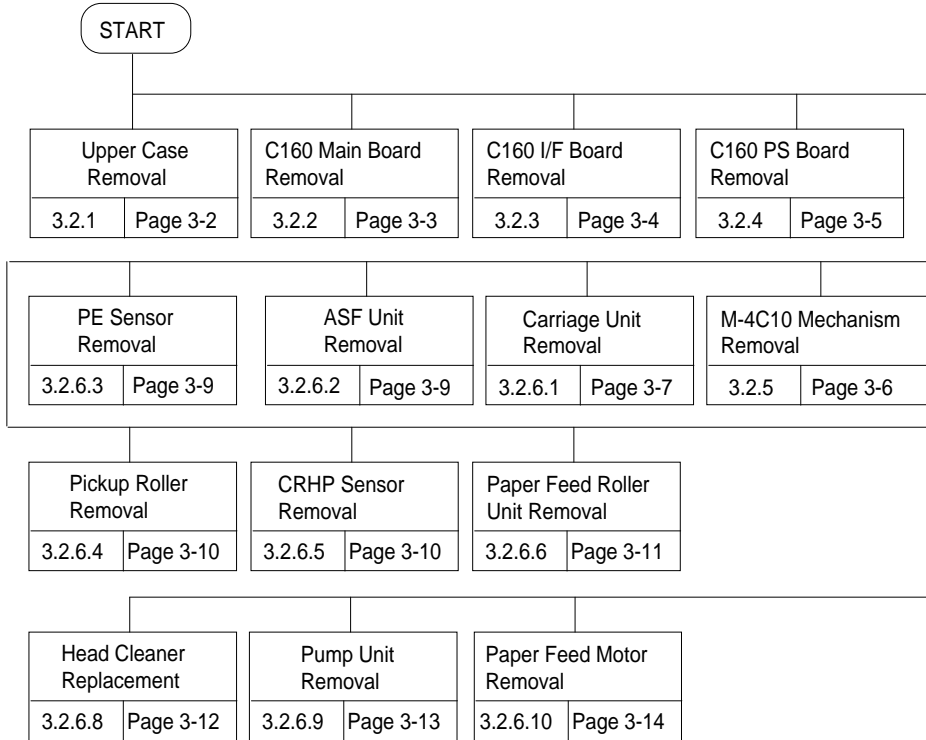 START
Upper Case
Removal
3.2.1 Page 3-2
C160 Main Board
Removal
3.2.2 Page 3-3
C160 I/F Board
Removal
3.2.3 Page 3-4
C160 PS Board
Removal
3.2.4 Page 3-5
PE Sensor
Removal
3.2.6.3 Page 3-9
ASF Unit
Removal
3.2.6.2 Page 3-9
Carriage Unit
Removal
3.2.6.1 Page 3-7
M-4C10 Mechanism
Removal
3.2.5 Page 3-6
Pickup Roller
Removal
3.2.6.4 Page 3-10
CRHP Sensor
Removal
3.2.6.5 Page 3-10
Paper Feed Roller
Unit Removal
3.2.6.6 Page 3-11
Head Cleaner
Replacement
3.2.6.8 Page 3-12
Pump Unit
Removal
3.2.6.9 Page 3-13
Paper Feed Motor
Removal
3.2.6.10 Page 3-14